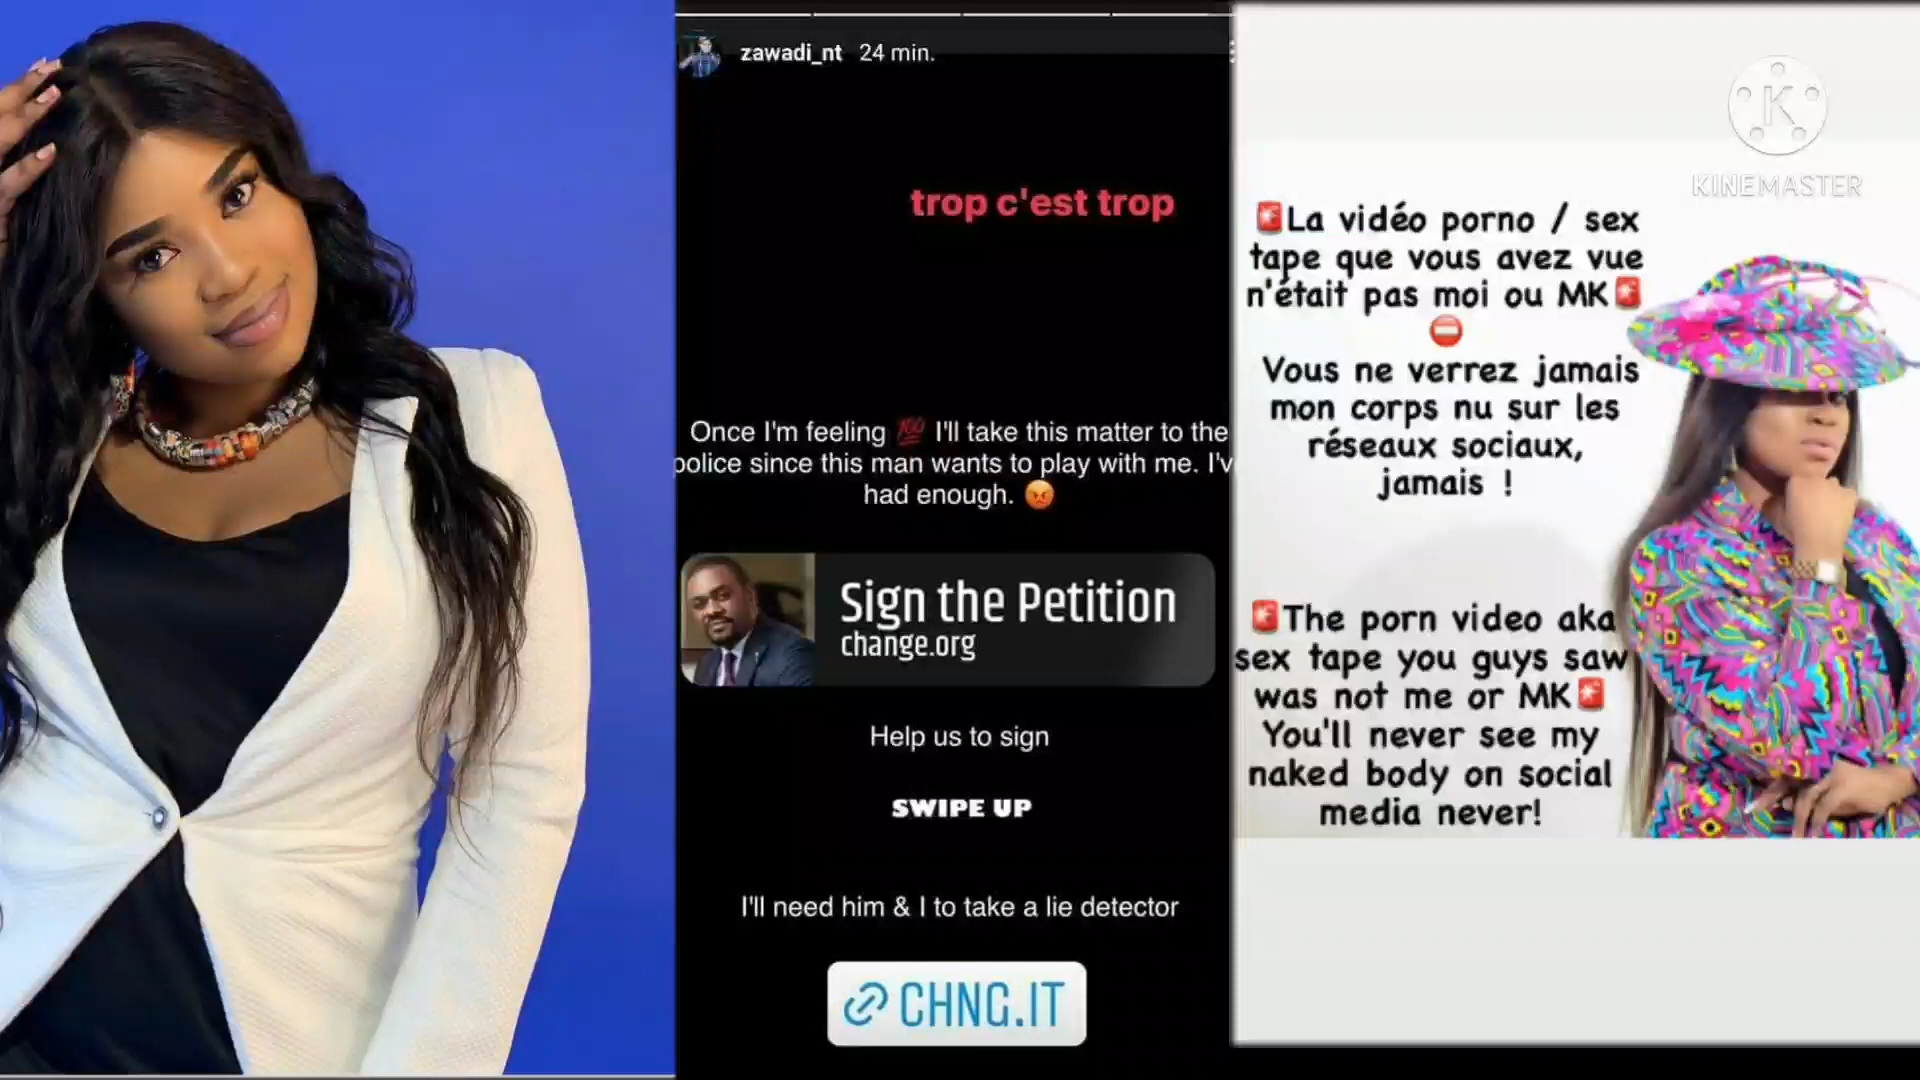 zawadi_nt 24 min.
trop c'est trop
Once I'm feeling 💯 I'll take this matter to the
police since this man wants to play with me. I'v
had enough. 😡
Sign the Petition
change.org
Help us to sign
SWIPE UP
I'll need him & I to take a lie detector
CHNG.IT
K
KINEMASTER
🚨La vidéo porno / sex
tape que vous avez vue
n'était pas moi ou MK🚨
⛔
Vous ne verrez jamais
mon corps nu sur les
réseaux sociaux,
jamais !
🚨The porn video aka
sex tape you guys saw
was not me or MK🚨
You'll never see my
naked body on social
media never!